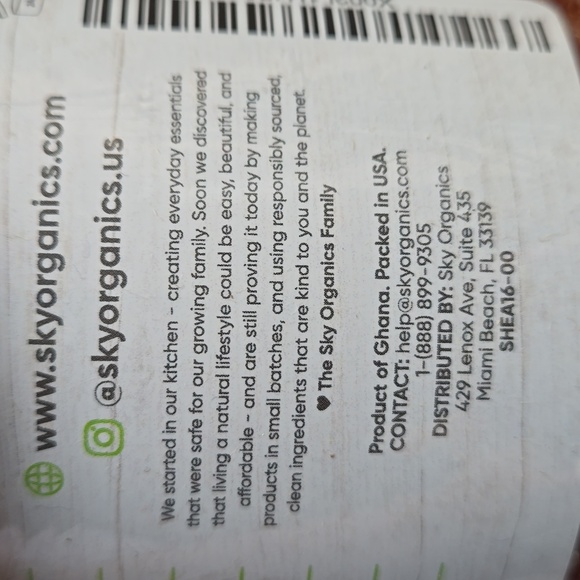 www.skyorganics.com
@skyorganics.us
We started in our kitchen - creating everyday essentials
that were safe for our growing family. Soon we discovered
that living a natural lifestyle could be easy, beautiful, and
affordable - and are still proving it today by making
products in small batches, and using responsibly sourced,
clean ingredients that are kind to you and the planet.
♥ The Sky Organics Family
Product of Ghana. Packed in USA.
CONTACT: help@skyorganics.com
1-(888) 899-9305
DISTRIBUTED BY: Sky Organics
429 Lenox Ave, Suite 435
Miami Beach, FL 33139
SHEA16-00